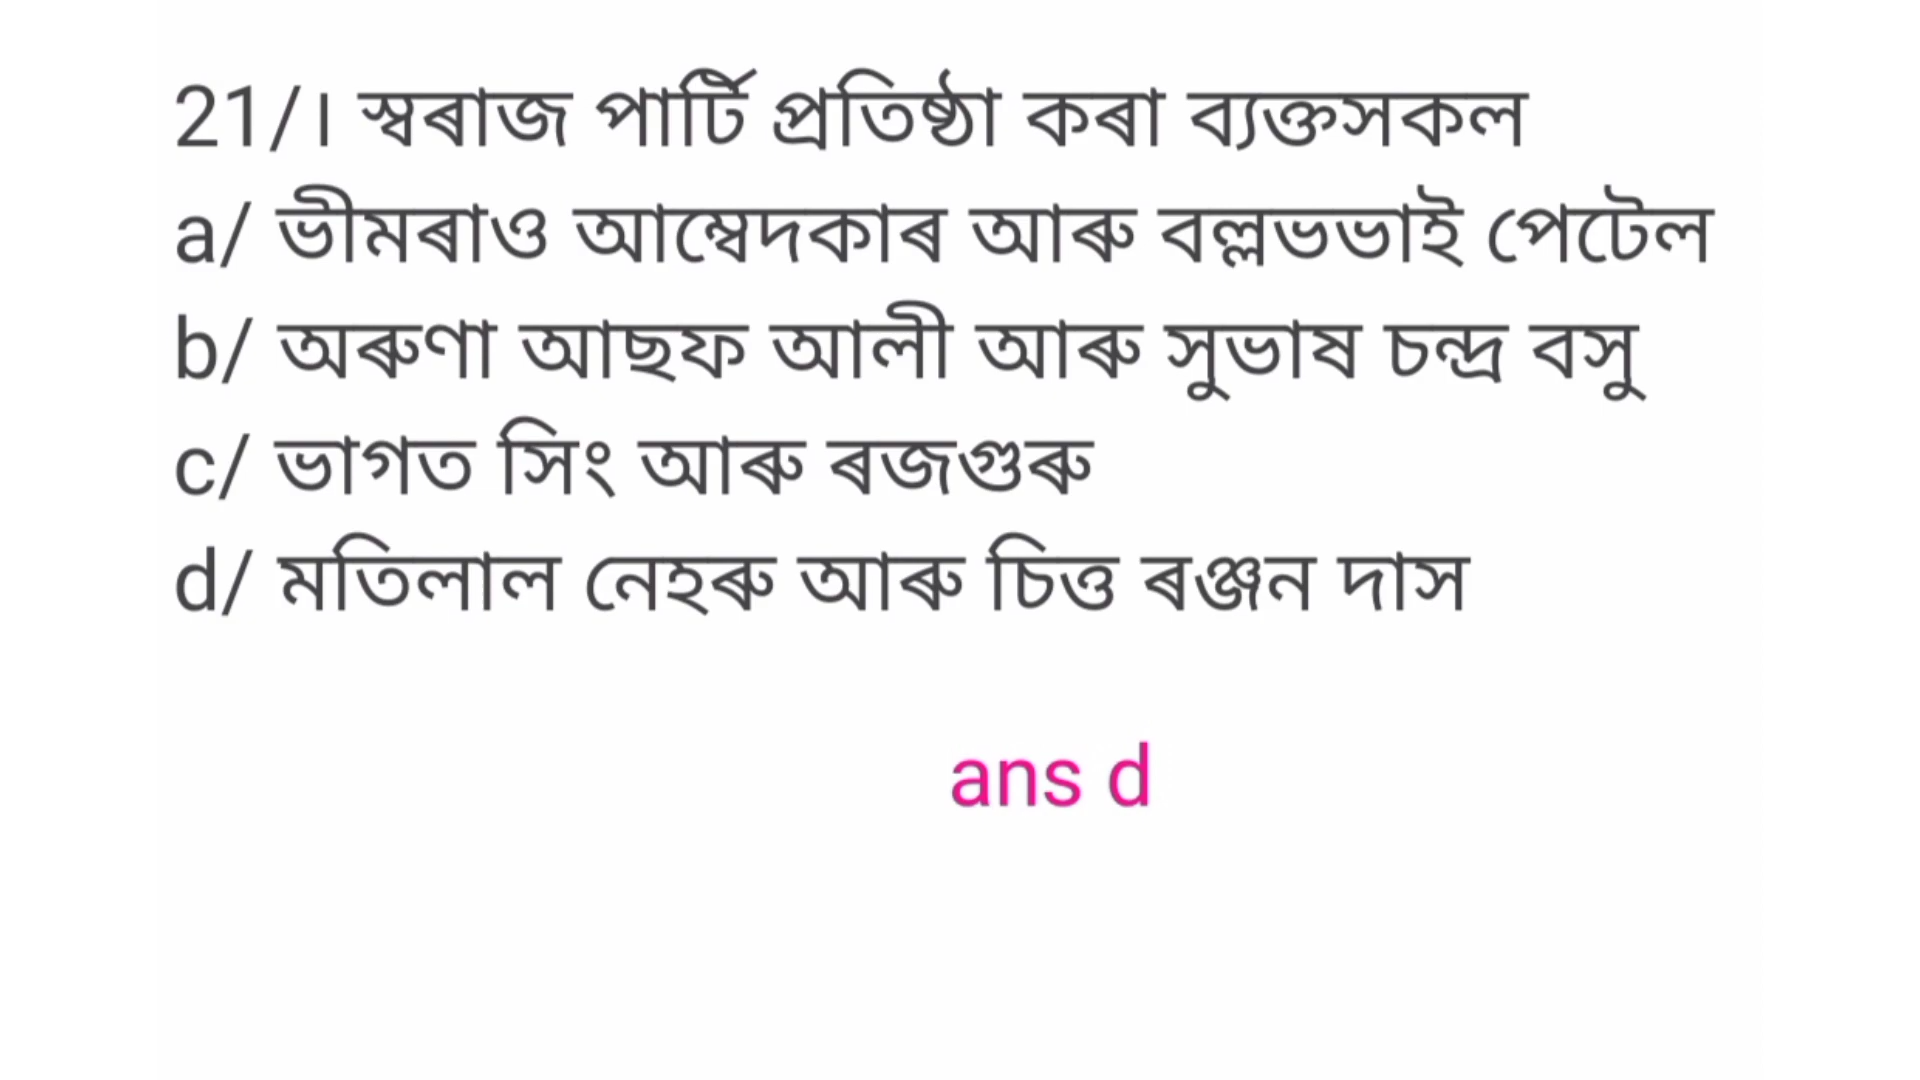 21/। স্বৰাজ পাৰ্টি প্ৰতিষ্ঠা কৰা ব্যক্তসকল
a/ ভীমৰাও আম্বেদকাৰ আৰু বল্লভভাই পেটেল
b/ অৰুণা আছফ আলী আৰু সুভাষ চন্দ্ৰ বসু
c/ ভাগত সিং আৰু ৰজগুৰু
d/ মতিলাল নেহৰু আৰু চিত্ত ৰঞ্জন দাস
ans d